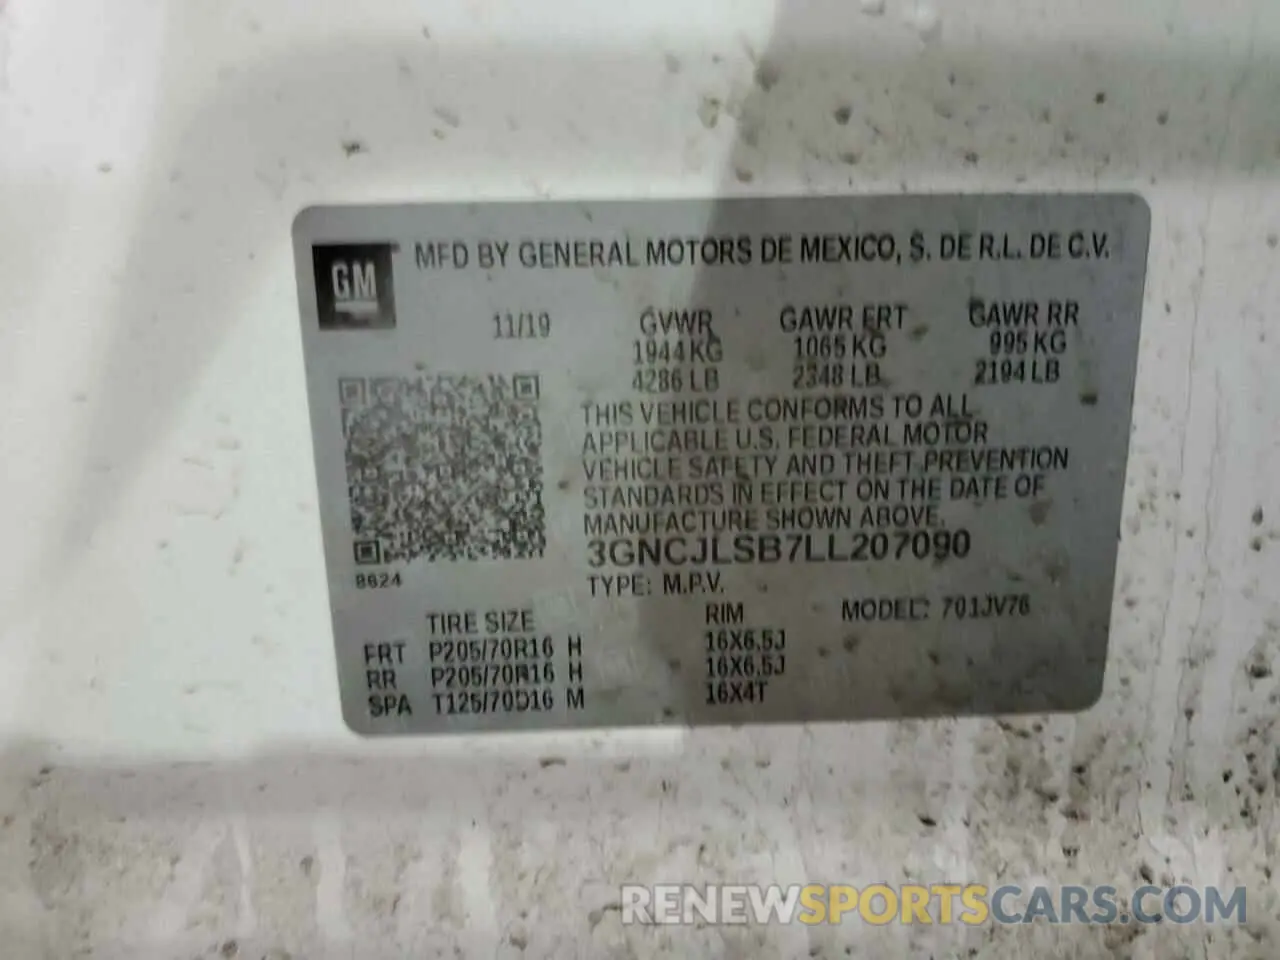 GM
MFD BY GENERAL MOTORS DE MEXICO, S. DE R.L. DE C.V.
11/19 GVWR GAWR FRT GAWR RR
1944 KG 1065 KG 995 KG
4286 LB 2348 LB 2194 LB
THIS VEHICLE CONFORMS TO ALL
APPLICABLE U.S. FEDERAL MOTOR
VEHICLE SAFETY AND THEFT PREVENTION
STANDARDS IN EFFECT ON THE DATE OF
MANUFACTURE SHOWN ABOVE.
3GNCJLSB7LL207090
8624
TYPE: M.P.V.
TIRE SIZE RIM MODEL: 701JV76
FRT P205/70R16 H 16X6.5J
RR P205/70R16 H 16X6.5J
SPA T125/70D16 M 16X4T
RENEWSPORTSCARS.COM